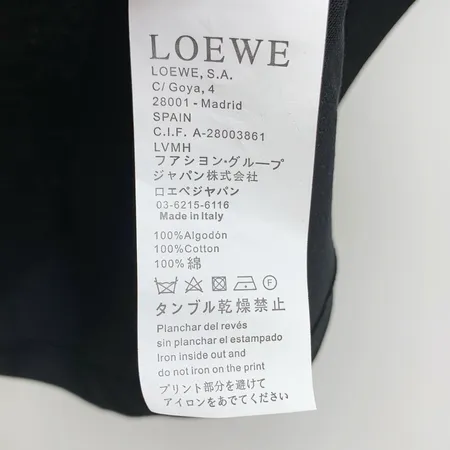 LOEWE
LOEWE, S.A.
C/ Goya, 4
28001 - Madrid
SPAIN
C.I.F. A-28003861
LVMH
フアシヨン・グループ
ジャパン株式会社
ロエベジャパン
03-6215-6116
Made in Italy
100%Algodón
100%Cotton
100%綿
F
タンブル乾燥禁止
Planchar del revés
sin planchar el estampado
Iron inside out and
do not iron on the print
プリント部分を避けて
アイロンをあでてください